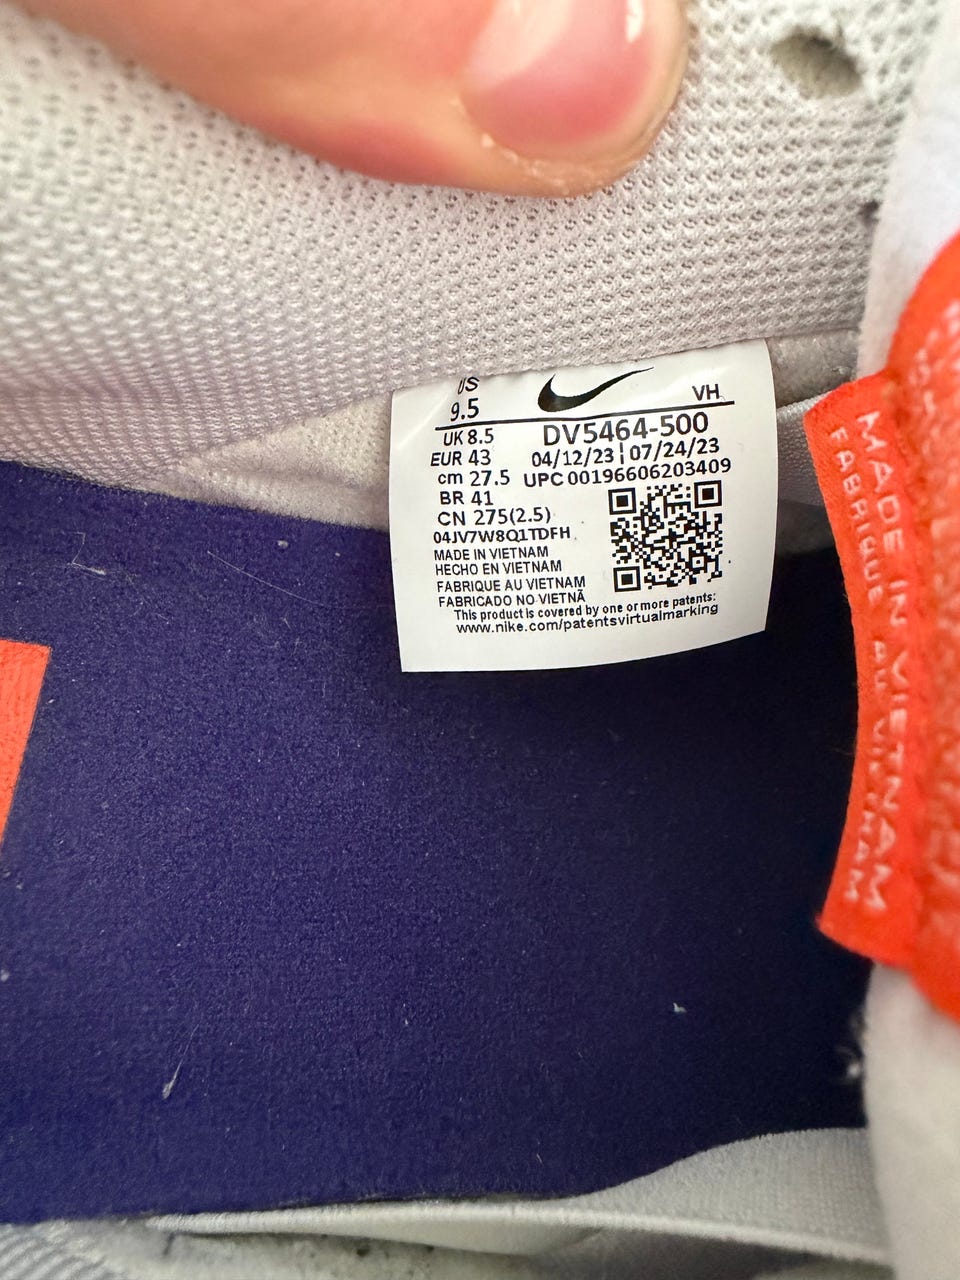 US
9.5
VH
UK 8.5
DV5464-500
EUR 43
04/12/23 | 07/24/23
cm 27.5
UPC 00196606203409
BR 41
CN 275(2.5)
04JV7W8Q1TDFH
MADE IN VIETNAM
HECHO EN VIETNAM
FABRIQUE AU VIETNAM
FABRICADO NO VIETNÃ
This product is covered by one or more patents:
www.nike.com/patentsvirtualmarking
MADE IN VIETNAM
FABRIQUÉ AU VIETNAM